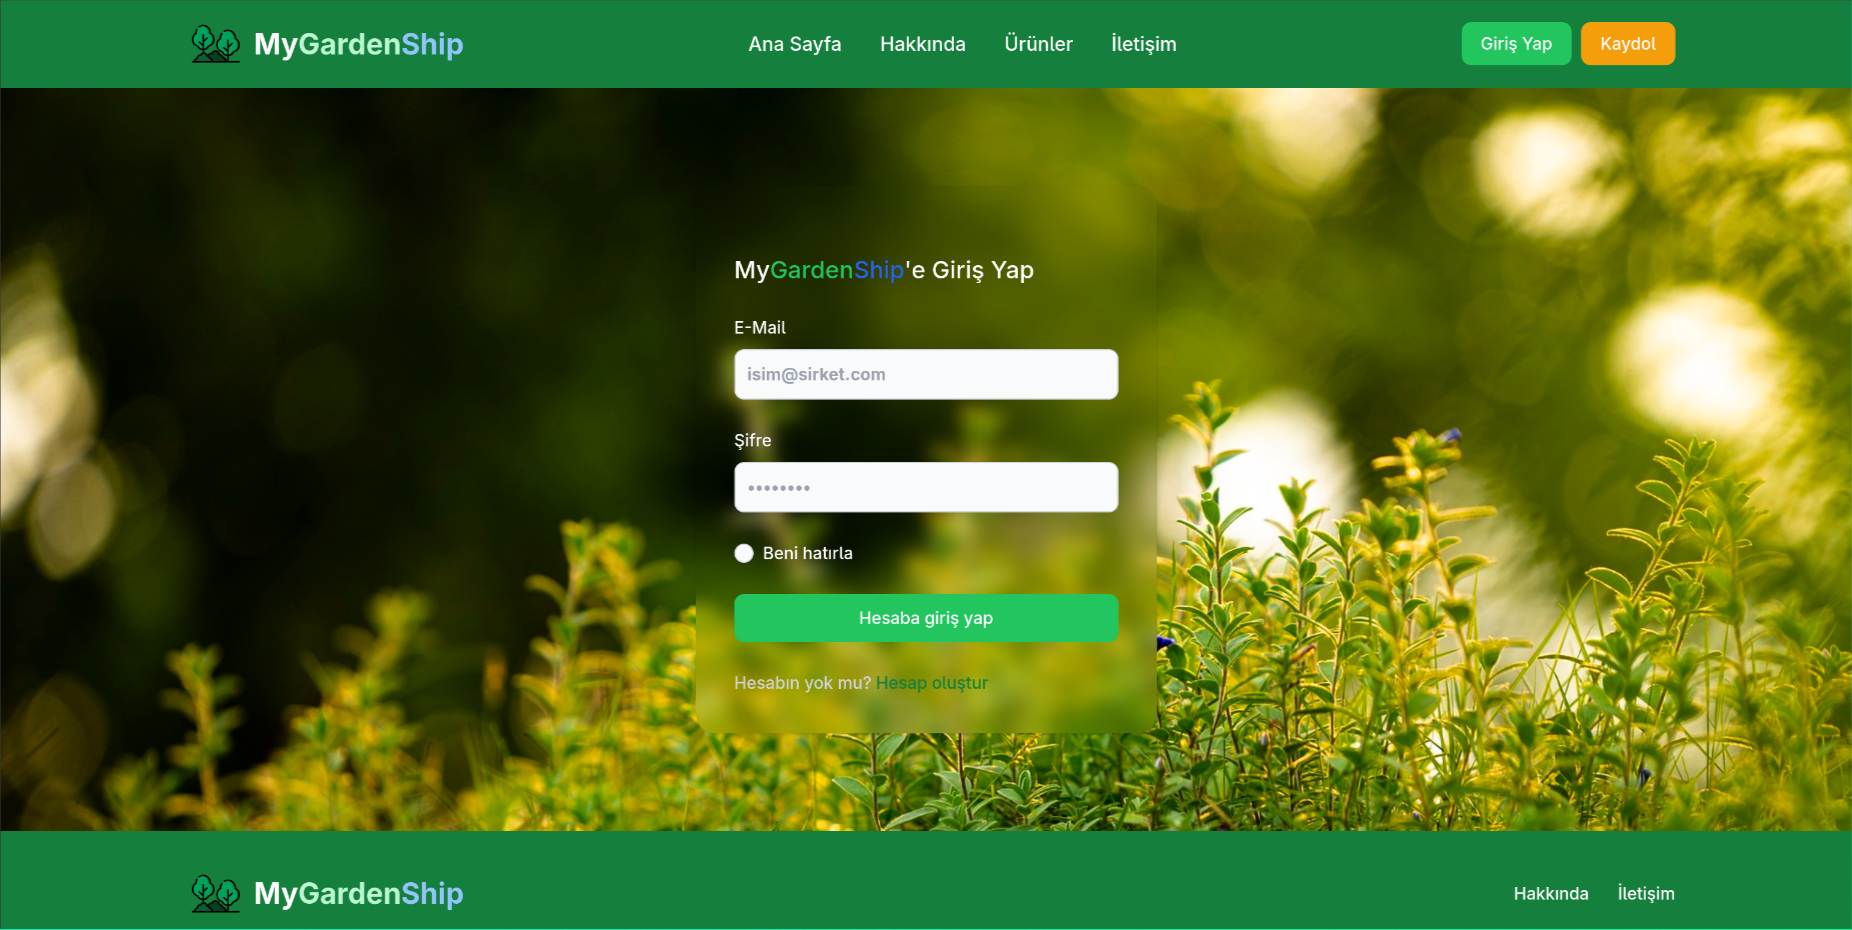 MyGardenShip
Ana Sayfa
Hakkında
Ürünler
İletişim
Giriş Yap
Kaydol
MyGardenShip'e Giriş Yap
E-Mail
isim@sirket.com
Şifre
••••••••
Beni hatırla
Hesaba giriş yap
Hesabın yok mu? Hesap oluştur
MyGardenShip
Hakkında
İletişim